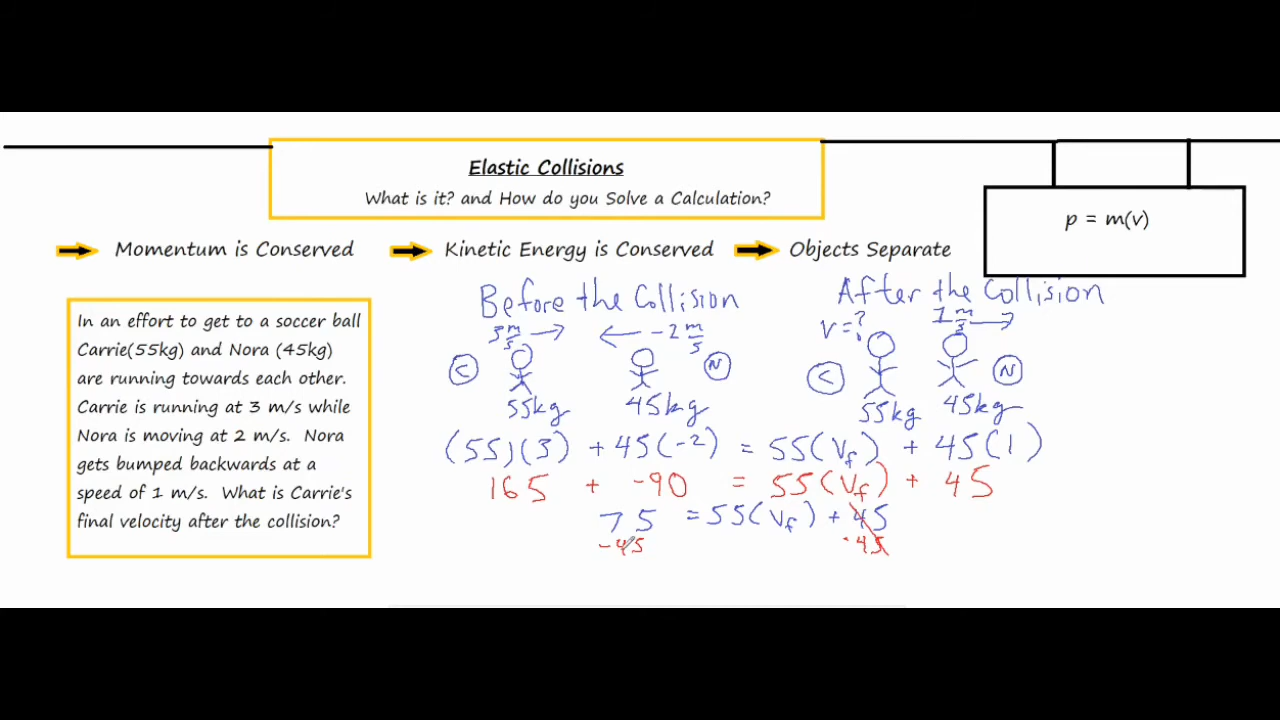 Elastic Collisions
What is it? and How do you Solve a Calculation?
p = m(v)
Momentum is Conserved
Kinetic Energy is Conserved
Objects Separate
In an effort to get to a soccer ball
Carrie(55kg) and Nora (45kg)
are running towards each other.
Carrie is running at 3 m/s while
Nora is moving at 2 m/s. Nora
gets bumped backwards at a
speed of 1 m/s. What is Carrie's
final velocity after the collision?
Before the Collision
3 m/s
-2 m/s
C
N
55kg
45kg
After the Collision
v=?
1 m/s
C
N
55kg
45kg
(55)(3) + 45(-2) = 55(Vf) + 45(1)
165 + -90 = 55(Vf) + 45
75 = 55(Vf) + 45
-45 -45